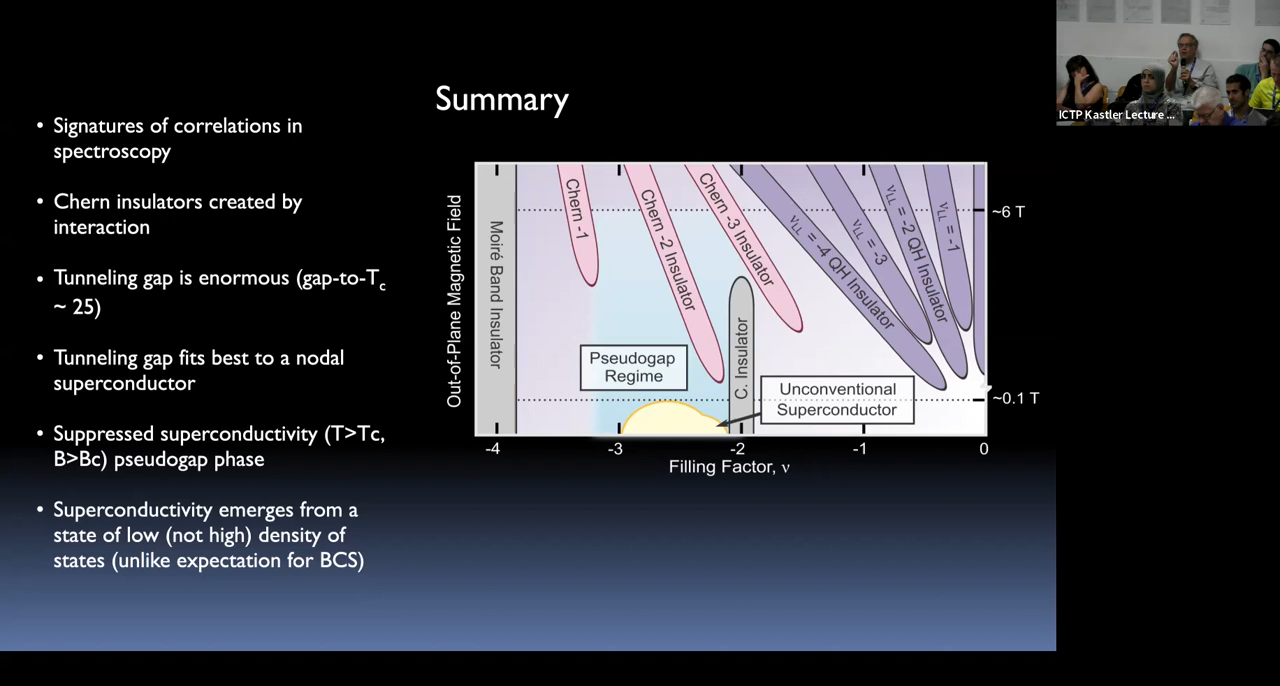 Summary
• Signatures of correlations in
spectroscopy
• Chern insulators created by
interaction
• Tunneling gap is enormous (gap-to-Tc
~ 25)
• Tunneling gap fits best to a nodal
superconductor
• Suppressed superconductivity (T>Tc,
B>Bc) pseudogap phase
• Superconductivity emerges from a
state of low (not high) density of
states (unlike expectation for BCS)
Out-of-Plane Magnetic Field
Moiré Band Insulator
Chern -1
Chern -2 Insulator
Chern -3 Insulator
νLL = -4 QH Insulator
νLL = -3
νLL = -2 QH Insulator
νLL = -1
~6 T
Pseudogap
Regime
C. Insulator
Unconventional
Superconductor
~0.1 T
-4
-3
-2
-1
0
Filling Factor, ν
ICTP Kastler Lecture ...